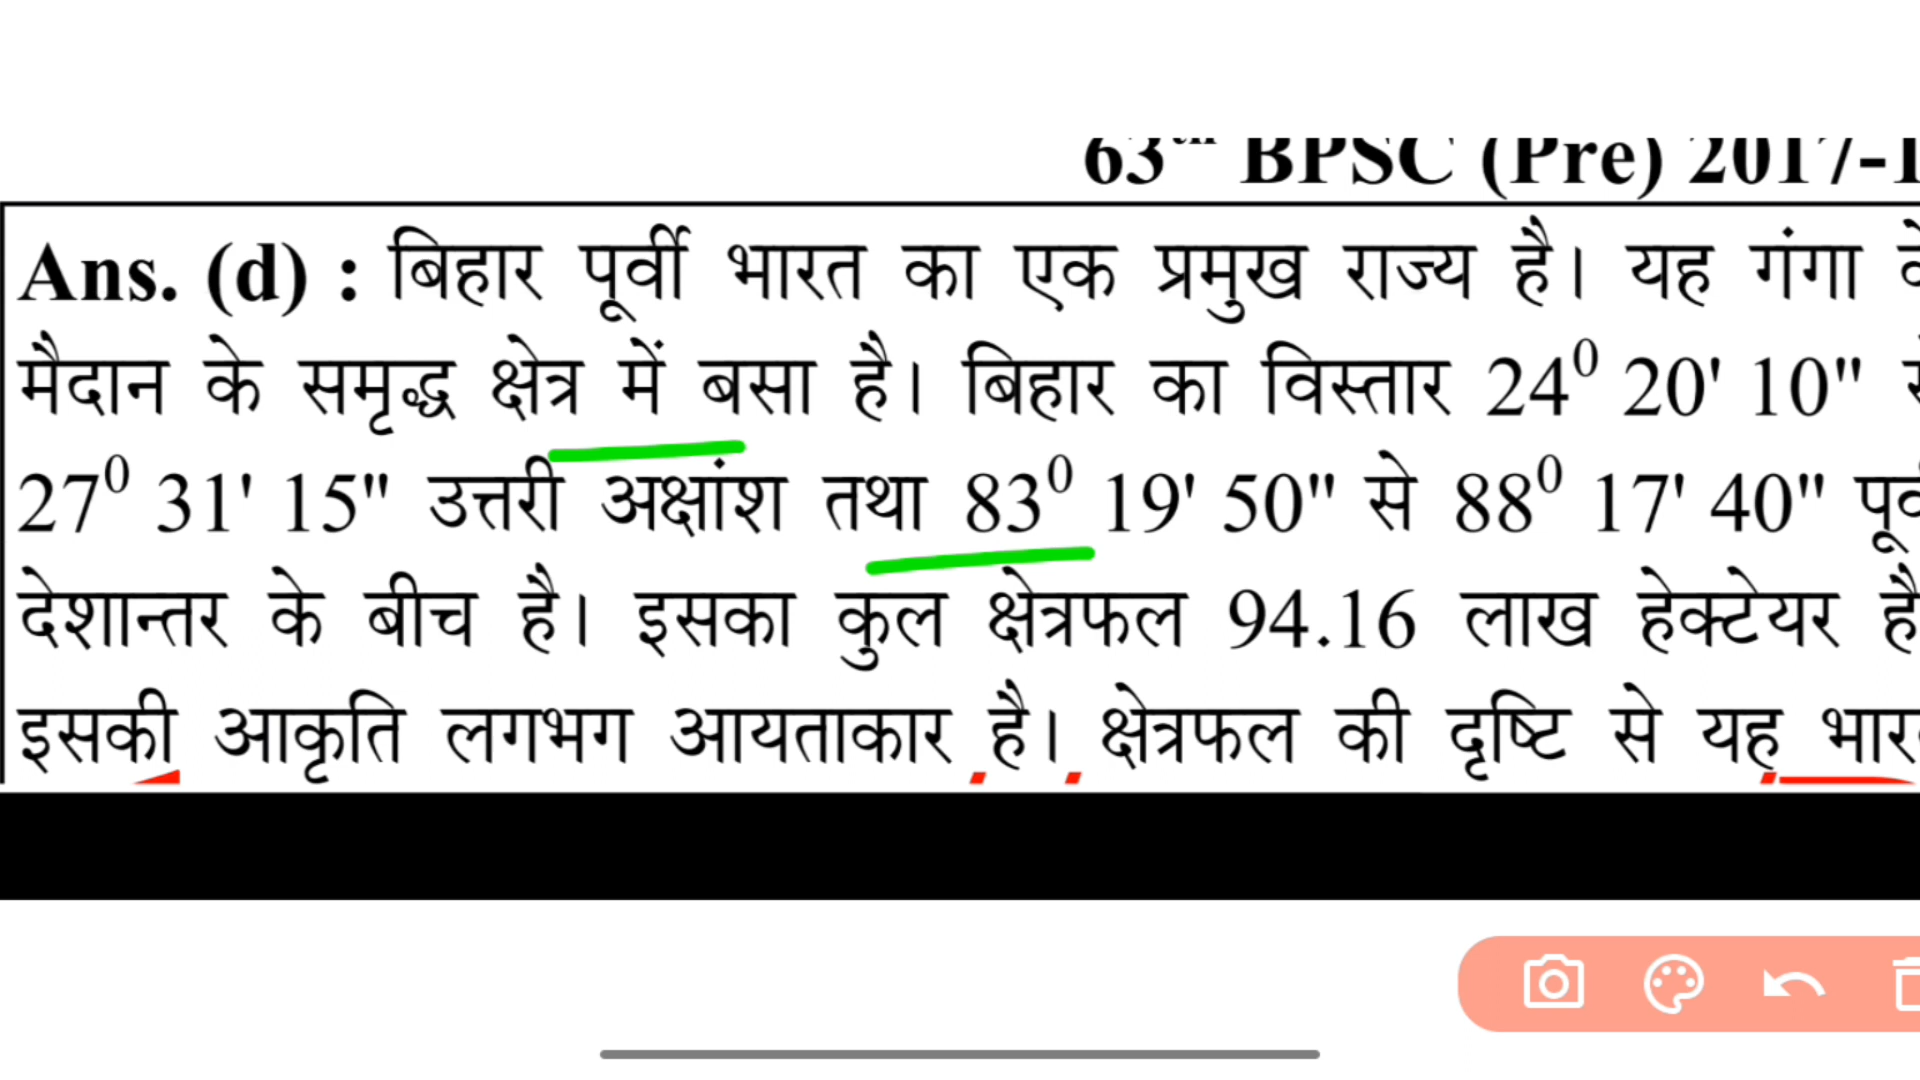 63th BPSC (Pre) 2017-1
Ans. (d) : बिहार पूर्वी भारत का एक प्रमुख राज्य है। यह गंगा
मैदान के समृद्ध क्षेत्र में बसा है। बिहार का विस्तार 24⁰ 20' 10"
27⁰ 31' 15" उत्तरी अक्षांश तथा 83⁰ 19' 50" से 88⁰ 17' 40"
देशान्तर के बीच है। इसका कुल क्षेत्रफल 94.16 लाख हेक्टेयर है
इसकी आकृति लगभग आयताकार है। क्षेत्रफल की दृष्टि से यह